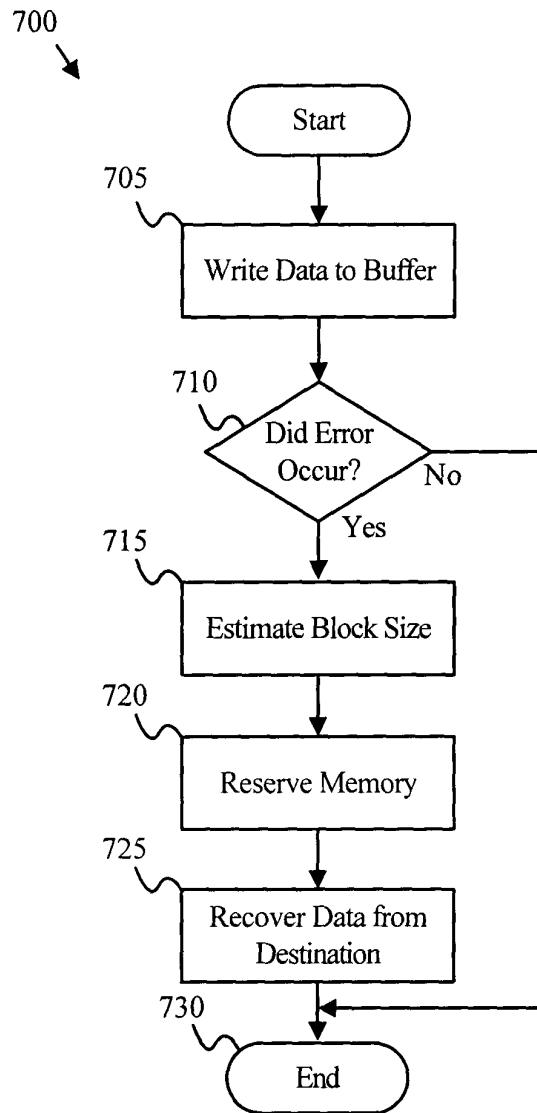 700
Start
705
Write Data to Buffer
710
Did Error
Occur?
No
Yes
715
Estimate Block Size
720
Reserve Memory
725
Recover Data from
Destination
730
End